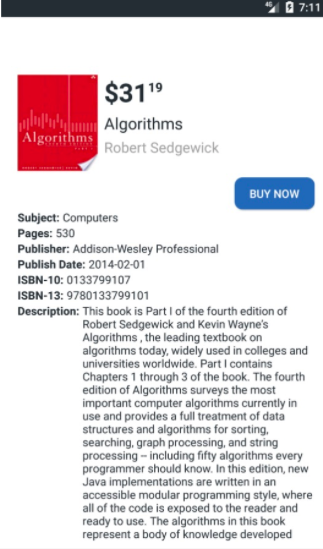 4G 7:11
$31 19
Algorithms
Algorithms
Robert Sedgewick
BUY NOW
Subject: Computers
Pages: 530
Publisher: Addison-Wesley Professional
Publish Date: 2014-02-01
ISBN-10: 0133799107
ISBN-13: 9780133799101
Description: This book is Part I of the fourth edition of
Robert Sedgewick and Kevin Wayne's
Algorithms , the leading textbook on
algorithms today, widely used in colleges and
universities worldwide. Part I contains
Chapters 1 through 3 of the book. The fourth
edition of Algorithms surveys the most
important computer algorithms currently in
use and provides a full treatment of data
structures and algorithms for sorting,
searching, graph processing, and string
processing – including fifty algorithms every
programmer should know. In this edition, new
Java implementations are written in an
accessible modular programming style, where
all of the code is exposed to the reader and
ready to use. The algorithms in this book
represent a body of knowledge developed